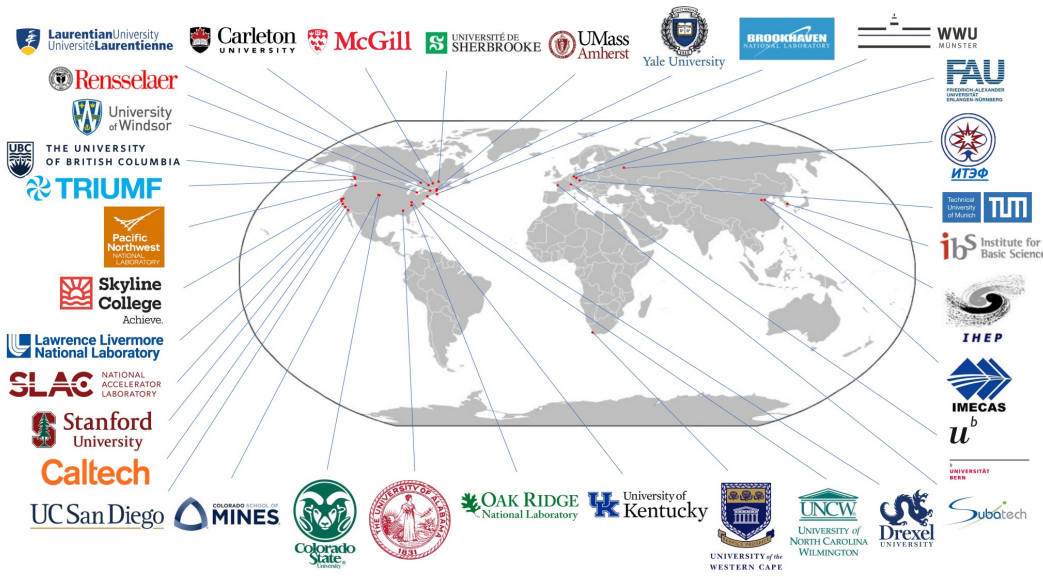 Laurentian University
Université Laurentienne
Carleton
UNIVERSITY
McGill
S
UNIVERSITÉ DE
SHERBROOKE
UMass
Amherst
Yale University
BROOKHAVEN
NATIONAL LABORATORY
WWU
MÜNSTER
Rensselaer
University
of Windsor
UBC
THE UNIVERSITY
OF BRITISH COLUMBIA
TRIUMF
Pacific
Northwest
NATIONAL
LABORATORY
Skyline
College
Achieve.
Lawrence Livermore
National Laboratory
SLAC
NATIONAL
ACCELERATOR
LABORATORY
Stanford
University
Caltech
UC San Diego
COLORADO SCHOOL OF
MINES
Colorado
State
University
THE UNIVERSITY OF ALABAMA
1831
OAK RIDGE
National Laboratory
UK
University of
Kentucky
UNIVERSITY of the
WESTERN CAPE
UNCW
UNIVERSITY of
NORTH CAROLINA
WILMINGTON
Drexel
UNIVERSITY
FAU
FRIEDRICH-ALEXANDER
UNIVERSITÄT
ERLANGEN-NÜRNBERG
ИТЭФ
Technical
University
of Munich
TUM
ibS
Institute for
Basic Science
IHEP
IMECAS
u
b
b
UNIVERSITÄT
BERN
Subatech